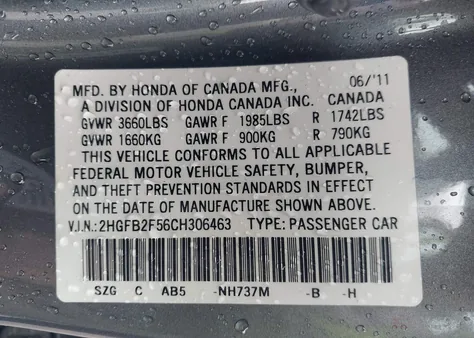 MFD. BY HONDA OF CANADA MFG., 06/'11
A DIVISION OF HONDA CANADA INC. CANADA
GVWR 3660LBS GAWR F 1985LBS R 1742LBS
GVWR 1660KG GAWR F 900KG R 790KG
THIS VEHICLE CONFORMS TO ALL APPLICABLE
FEDERAL MOTOR VEHICLE SAFETY, BUMPER,
AND THEFT PREVENTION STANDARDS IN EFFECT
ON THE DATE OF MANUFACTURE SHOWN ABOVE.
V.I.N.:2HGFB2F56CH306463 TYPE: PASSENGER CAR
SZG C AB5 -NH737M -B -H